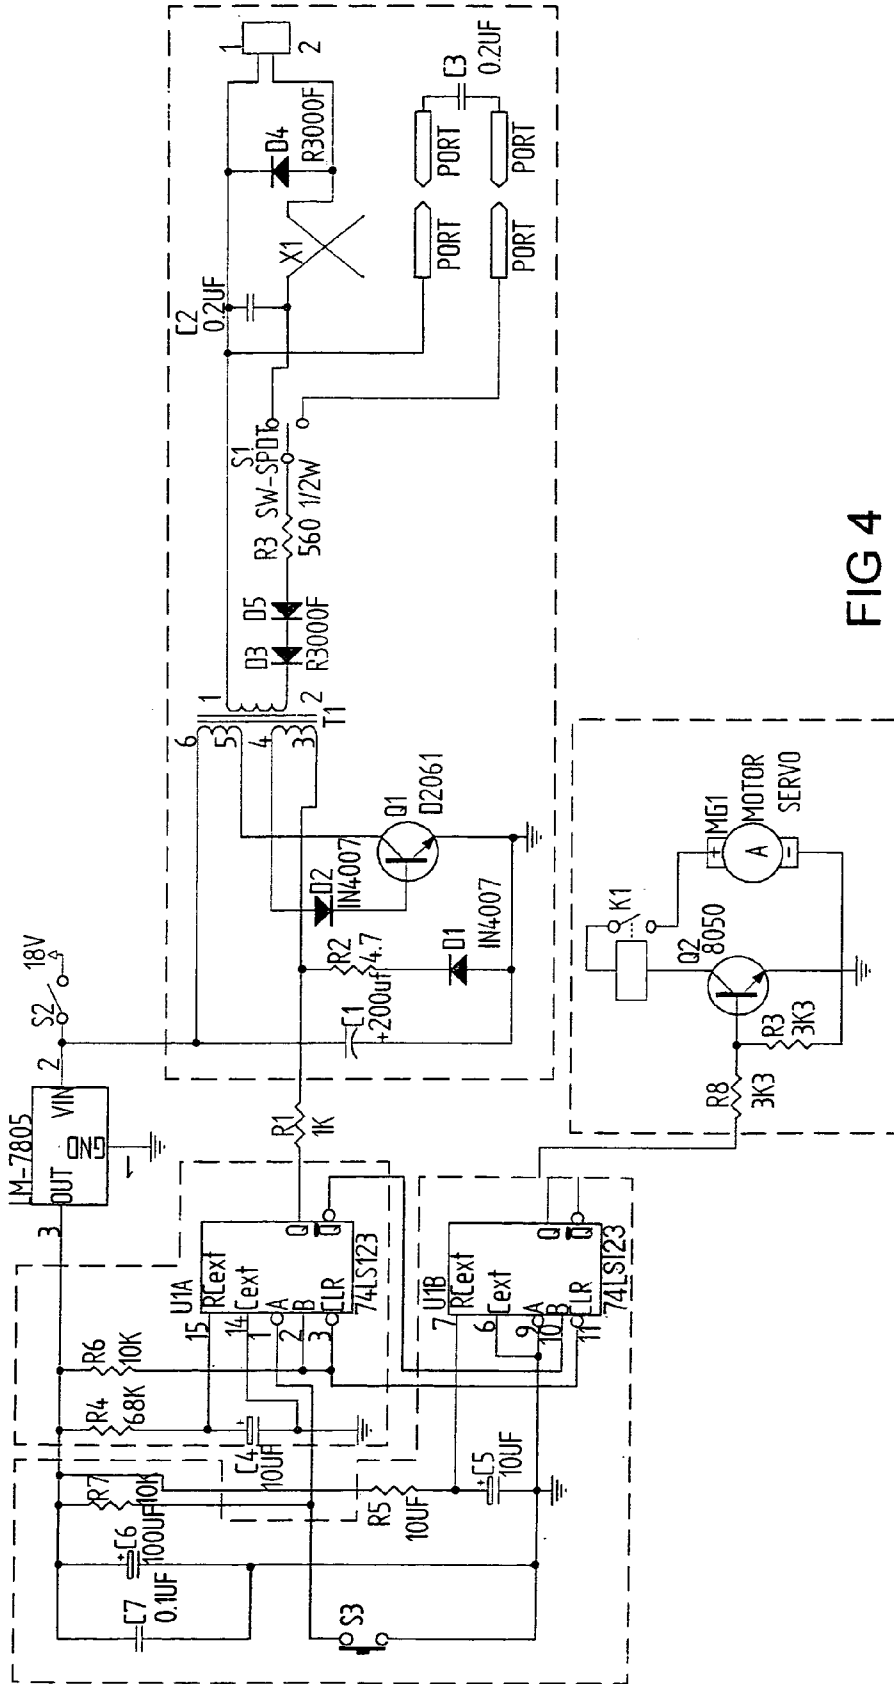 FIG 4
LM-7805
OUT
VIN
GND
3
2
1
S2
18V
C7
0.1UF
C6
+
100UF
R7
10K
R4
68K
R6
10K
C4
+
10UF
U1A
15
14
1
2
3
RCext
Cext
A
B
CLR
Q
Q
74LS123
R5
10UF
C5
+
10UF
S3
U1B
7
6
9
10
11
RCext
Cext
A
B
CLR
Q
Q
74LS123
R1
1K
C1
+200uf
R2
4.7
D1
IN4007
D2
IN4007
Q1
D2061
6
5
4
3
1
2
T1
D3
D5
R3000F
R3
560 1/2W
S1
SW-SPDT
C2
0.2UF
X1
D4
R3000F
1
2
PORT
PORT
PORT
PORT
C3
0.2UF
R8
3K3
R3
3K3
Q2
8050
K1
MG1
MOTOR
SERVO
+
A
-